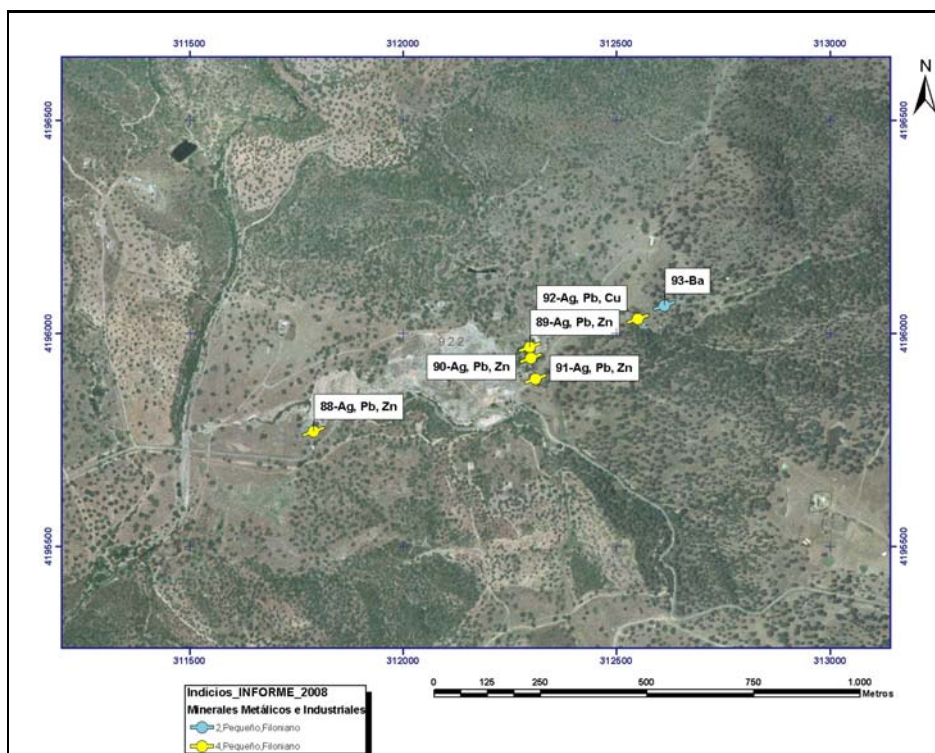 311500
312000
312500
313000
N
4196500
4196500
93-Ba
92-Ag, Pb, Cu
89-Ag, Pb, Zn
4196000
922
4196000
90-Ag, Pb, Zn
91-Ag, Pb, Zn
88-Ag, Pb, Zn
4195500
4195500
311500
312000
312500
313000
Indicios_INFORME_2008
Minerales Metálicos e Industriales
2,Pequeño,Filoniano
4,Pequeño,Filoniano
0 125 250 500 750 1.000
Metros